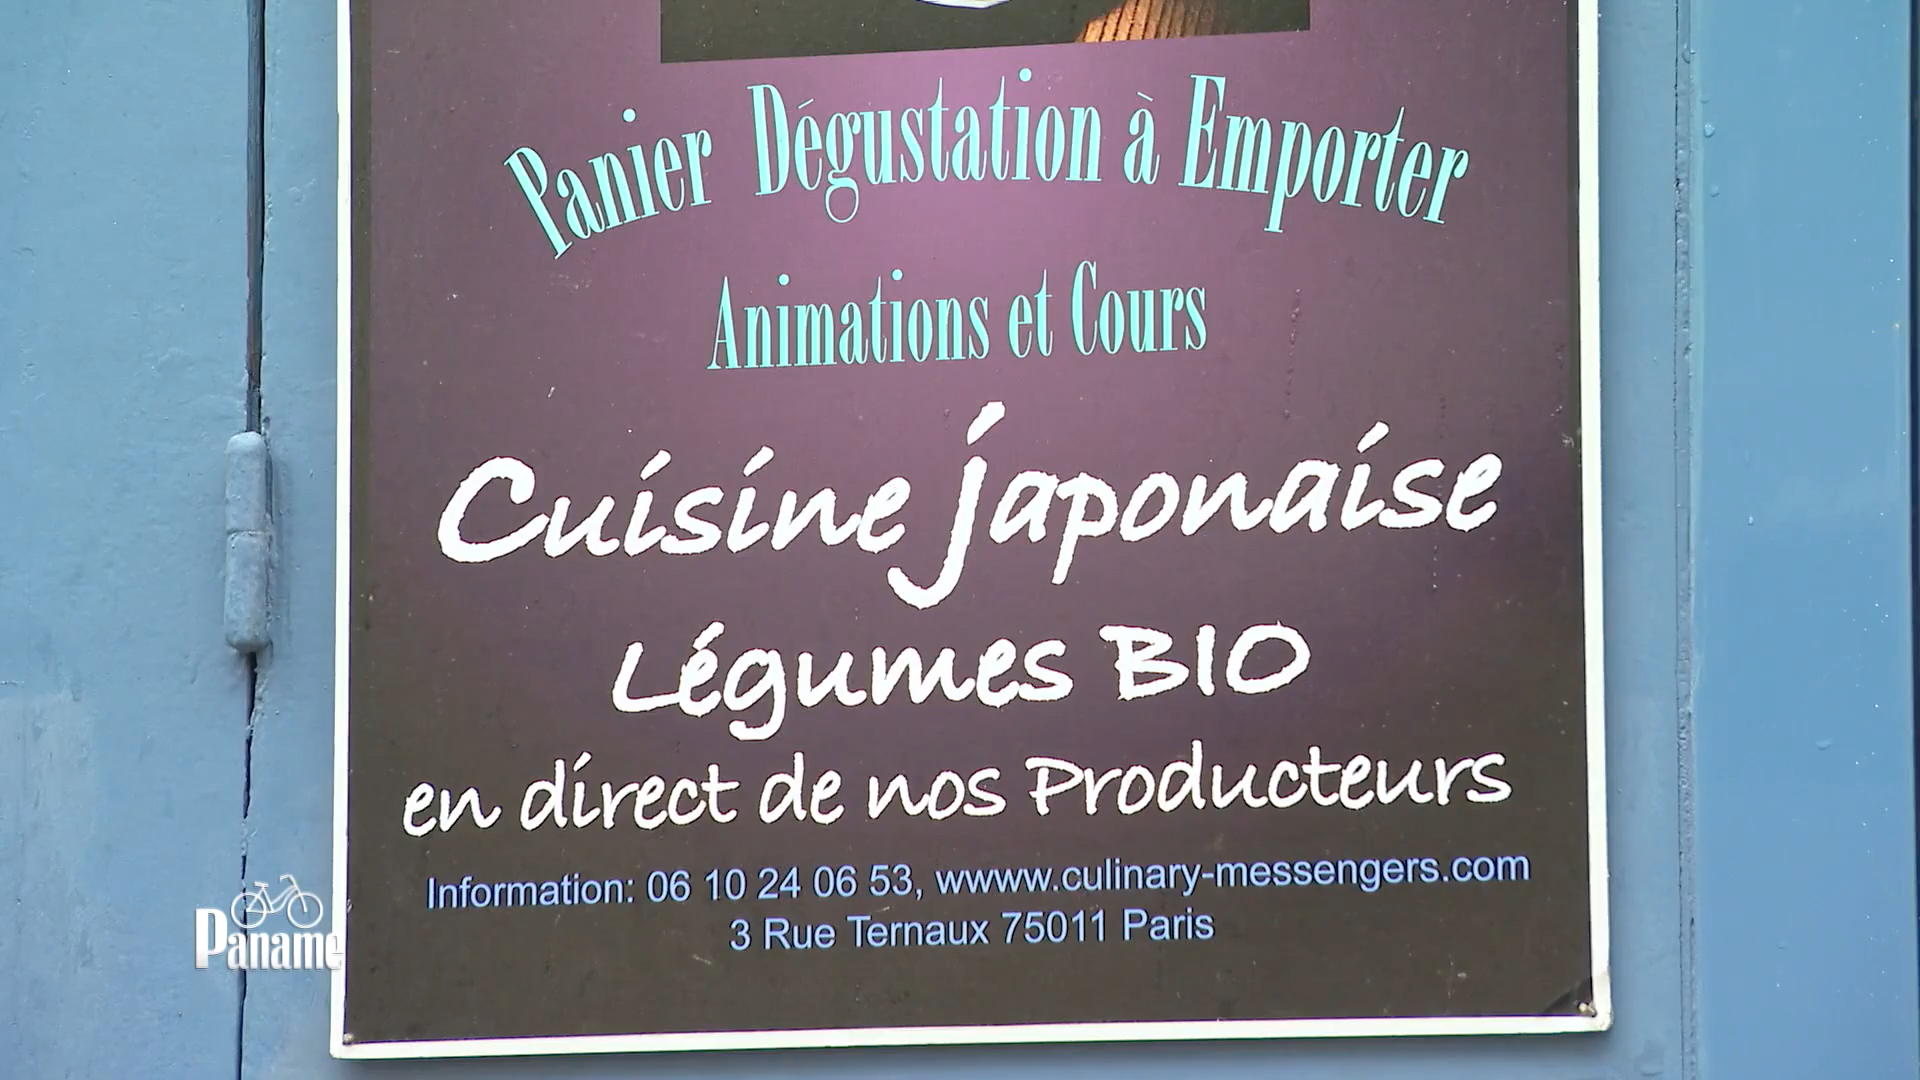 Panier Dégustation à Emporter
Animations et Cours
Cuisine japonaise
Légumes BIO
en direct de nos Producteurs
Information: 06 10 24 06 53, wwww.culinary-messengers.com
3 Rue Ternaux 75011 Paris
Paname